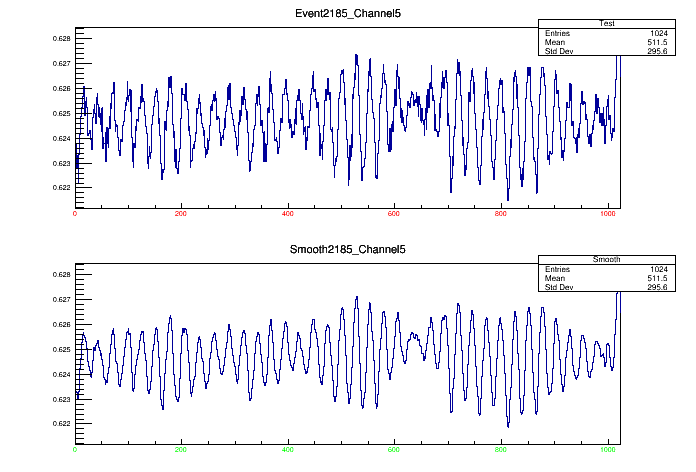 Event2185_Channel5
Test
Entries 1024
Mean 511.5
Std Dev 295.6
0.628
0.627
0.626
0.625
0.624
0.623
0.622
0 200 400 600 800 1000
Smooth2185_Channel5
Smooth
Entries 1024
Mean 511.5
Std Dev 295.6
0.628
0.627
0.626
0.625
0.624
0.623
0.622
0 200 400 600 800 1000